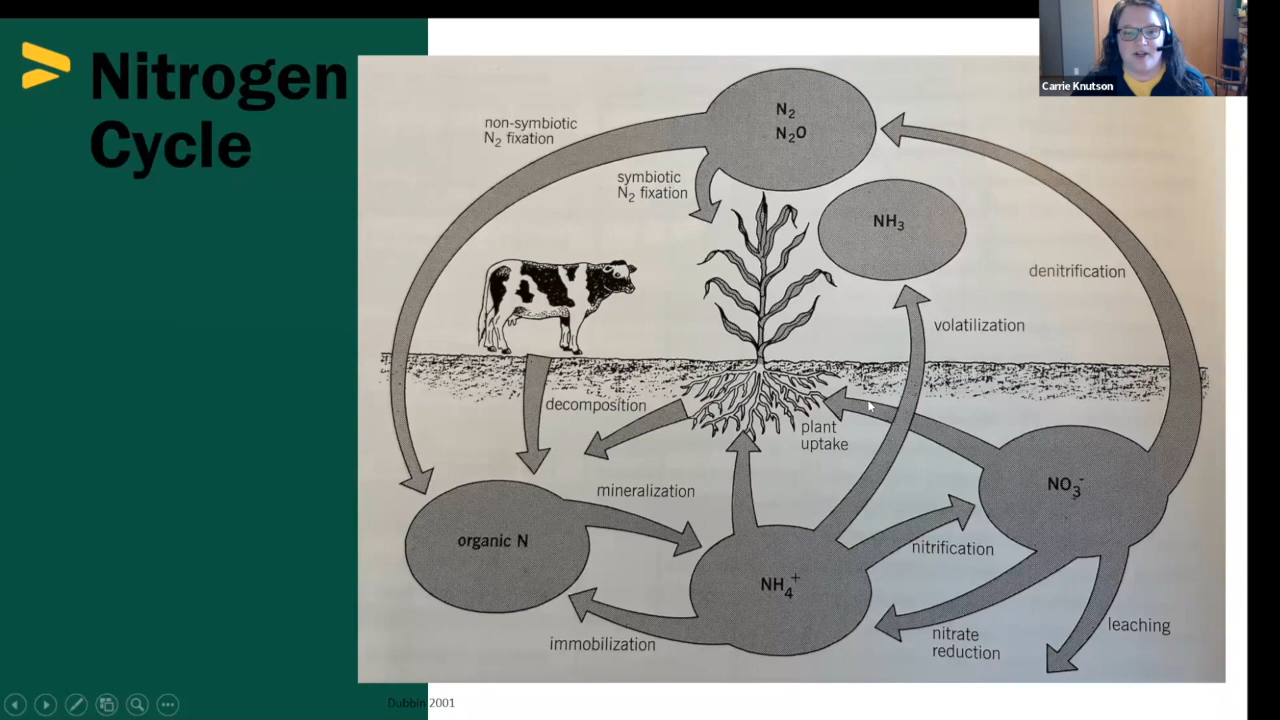 Nitrogen
Cycle
Carrie Knutson
non-symbiotic
N₂ fixation
N₂
N₂O
symbiotic
N₂ fixation
NH₃
denitrification
volatilization
decomposition
plant
uptake
mineralization
NO₃⁻
organic N
nitrification
NH₄⁺
immobilization
nitrate
reduction
leaching
Dubbin 2001